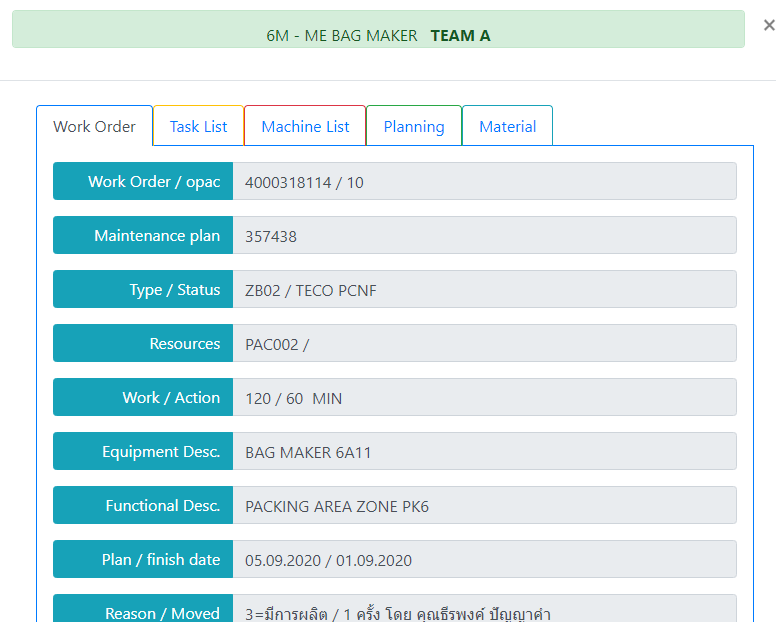 6M - ME BAG MAKER TEAM A
×
Work Order Task List Machine List Planning Material
Work Order / opac 4000318114 / 10
Maintenance plan 357438
Type / Status ZB02 / TECO PCNF
Resources PAC002 /
Work / Action 120 / 60 MIN
Equipment Desc. BAG MAKER 6A11
Functional Desc. PACKING AREA ZONE PK6
Plan / finish date 05.09.2020 / 01.09.2020
Reason / Moved 3=มีการผลิต / 1 ครั้ง โดย คุณธีรพงค์ ปัญญาคำ